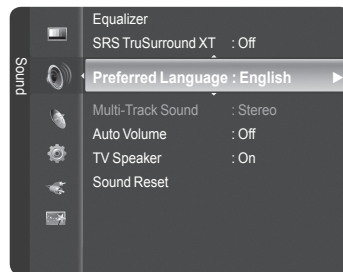 Sound
Equalizer
SRS TruSurround XT : Off
Preferred Language : English
Multi-Track Sound : Stereo
Auto Volume : Off
TV Speaker : On
Sound Reset